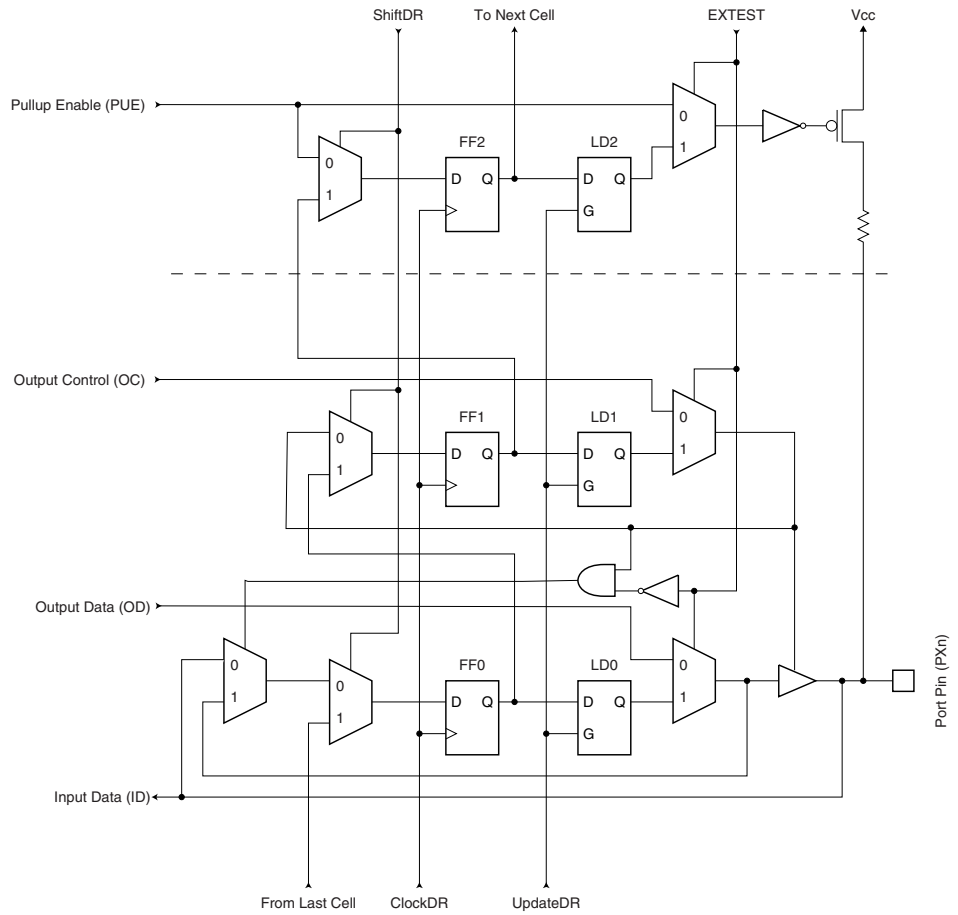 ShiftDR
To Next Cell
EXTEST
Vcc
Pullup Enable (PUE)
0
1
FF2
D Q
LD2
D Q
G
0
1
Output Control (OC)
0
1
FF1
D Q
LD1
D Q
G
0
1
Output Data (OD)
0
1
0
1
FF0
D Q
LD0
D Q
G
0
1
Port Pin (PXn)
Input Data (ID)
From Last Cell
ClockDR
UpdateDR